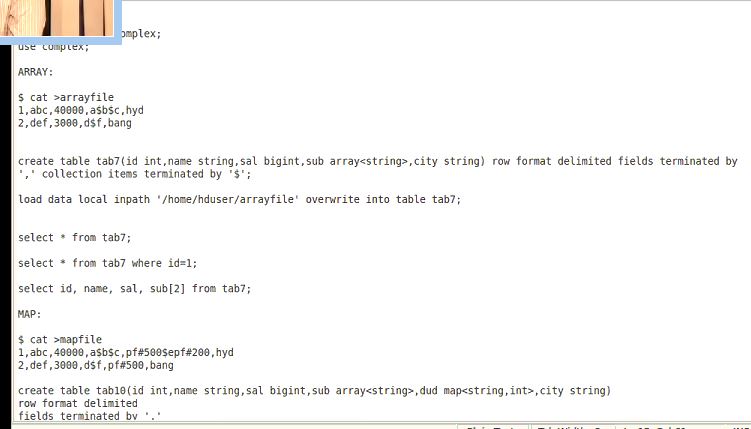 omplex;
use complex;
ARRAY:
$ cat >arrayfile
1,abc,40000,a$b$c,hyd
2,def,3000,d$f,bang
create table tab7(id int,name string,sal bigint,sub array<string>,city string) row format delimited fields terminated by
',' collection items terminated by '$';
load data local inpath '/home/hduser/arrayfile' overwrite into table tab7;
select * from tab7;
select * from tab7 where id=1;
select id, name, sal, sub[2] from tab7;
MAP:
$ cat >mapfile
1,abc,40000,a$b$c,pf#500$epf#200,hyd
2,def,3000,d$f,pf#500,bang
create table tab10(id int,name string,sal bigint,sub array<string>,dud map<string,int>,city string)
row format delimited
fields terminated by '.'